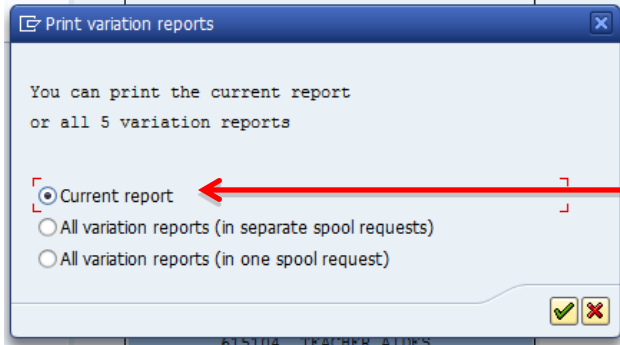 Print variation reports
You can print the current report
or all 5 variation reports
Current report
All variation reports (in separate spool requests)
All variation reports (in one spool request)
615104 TEACHER AIDES